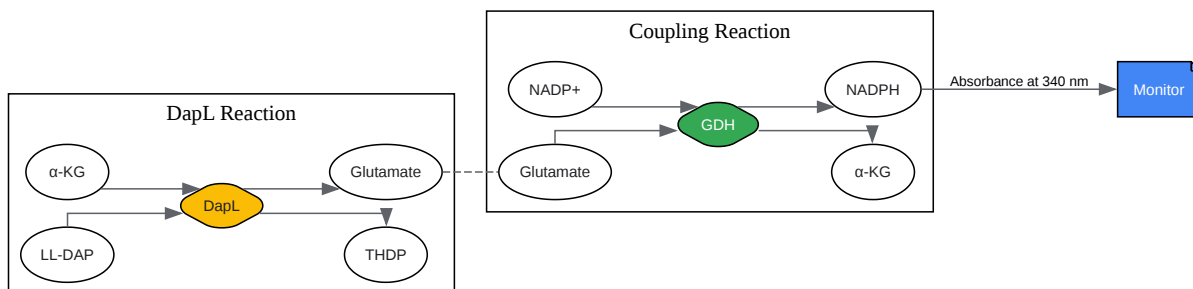 Coupling Reaction
NADP+
NADPH
Absorbance at 340 nm
Monitor
GDH
Glutamate
α-KG
DapL Reaction
α-KG
Glutamate
DapL
LL-DAP
THDP